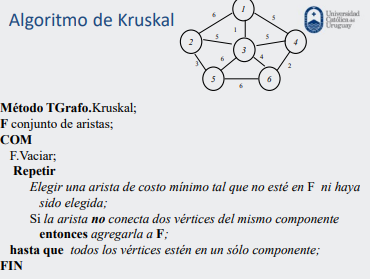 Algoritmo de Kruskal
Universidad
Católica del
Uruguay
1
6
5
1
2
5
5
4
3
3
6
4
2
5
6
6
Método TGrafo.Kruskal;
F conjunto de aristas;
COM
F.Vaciar;
Repetir
Elegir una arista de costo mínimo tal que no esté en F ni haya
sido elegida;
Si la arista no conecta dos vértices del mismo componente
entonces agregarla a F;
hasta que todos los vértices estén en un sólo componente;
FIN